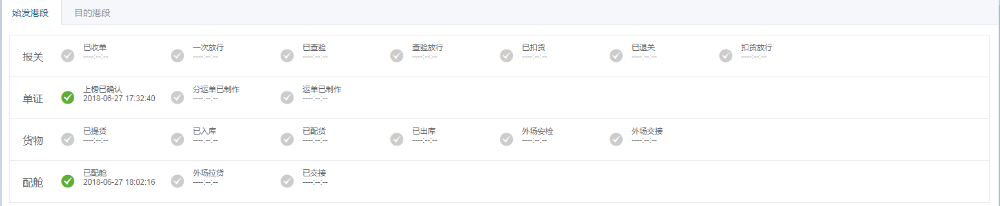 始发港段 目的港段
已收单 一次放行 已查验 查验放行 已扣货 已退关 扣货放行
报关 ----:--:-- ----:--:-- ----:--:-- ----:--:-- ----:--:-- ----:--:-- ----:--:--
上榜已确认 分运单已制作 运单已制作
单证 2018-06-27 17:32:40 ----:--:-- ----:--:--
已提货 已入库 已配货 已出库 外场安检 外场交接
货物 ----:--:-- ----:--:-- ----:--:-- ----:--:-- ----:--:-- ----:--:--
已配舱 外场拉货 已交接
配舱 2018-06-27 18:02:16 ----:--:-- ----:--:--